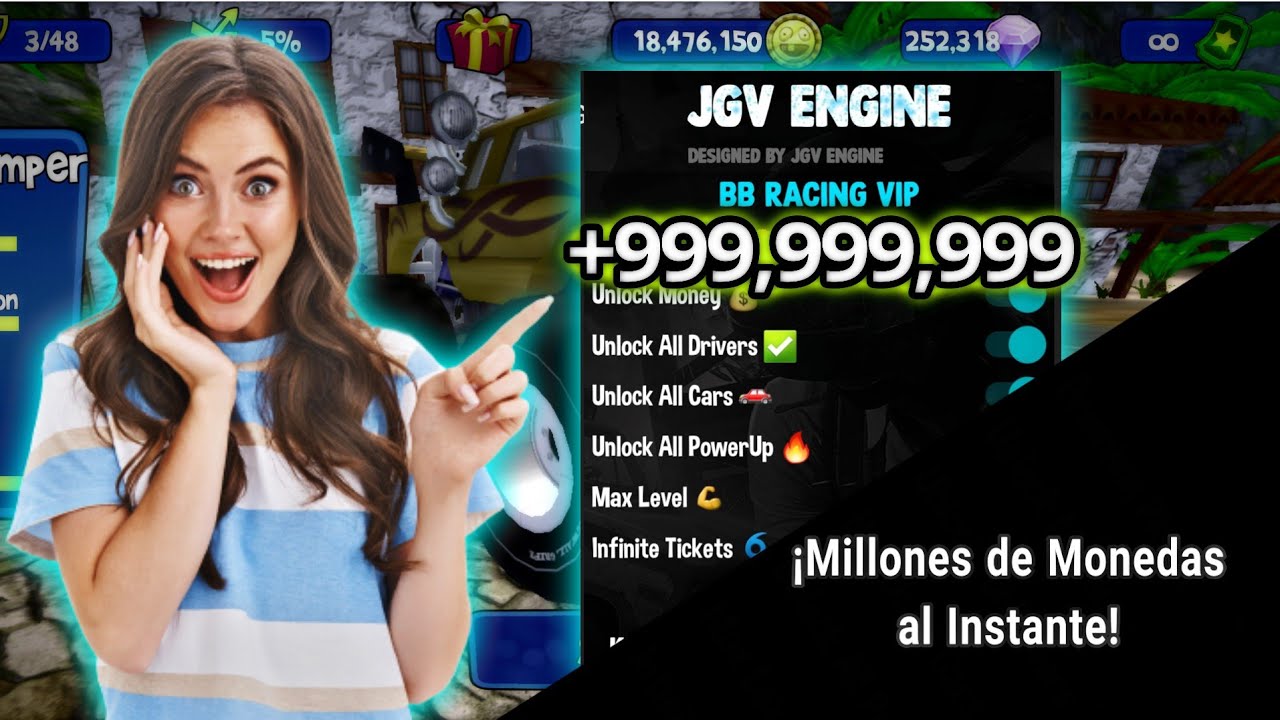 3/48
5%
18,476,150
252,318
∞
mper
on
JGV ENGINE
DESIGNED BY JGV ENGINE
BB RACING VIP
+999,999,999
Unlock Money 💰
Unlock All Drivers ✅
Unlock All Cars 🚗
Unlock All PowerUp 🔥
Max Level 💪
Infinite Tickets 🌀
¡Millones de Monedas
al Instante!